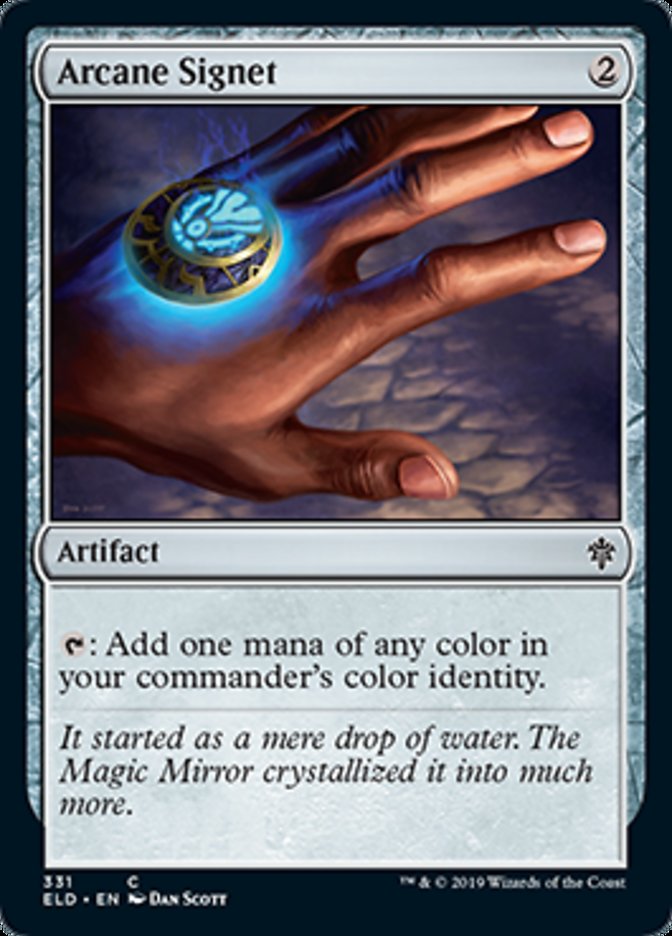 Arcane Signet 2
Artifact
: Add one mana of any color in
your commander's color identity.
It started as a mere drop of water. The
Magic Mirror crystallized it into much
more.
331 C
ELD • EN Dan Scott
™ & © 2019 Wizards of the Coast